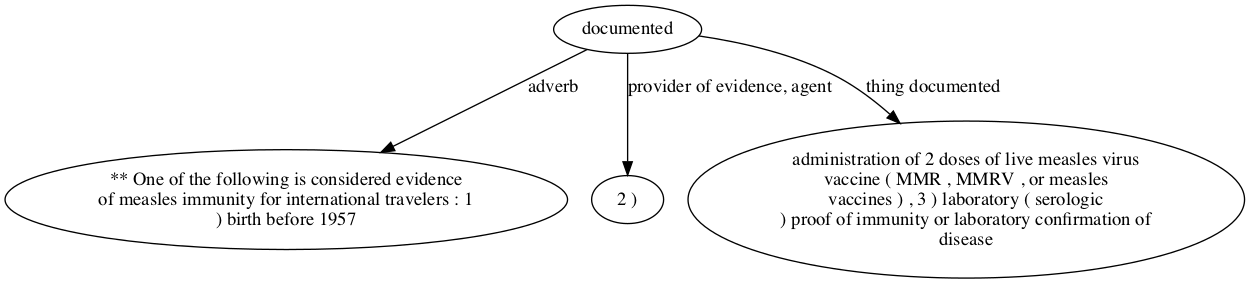 documented
adverb
provider of evidence, agent
thing documented
** One of the following is considered evidence
of measles immunity for international travelers : 1
) birth before 1957
2 )
administration of 2 doses of live measles virus
vaccine ( MMR , MMRV , or measles
vaccines ) , 3 ) laboratory ( serologic
) proof of immunity or laboratory confirmation of
disease